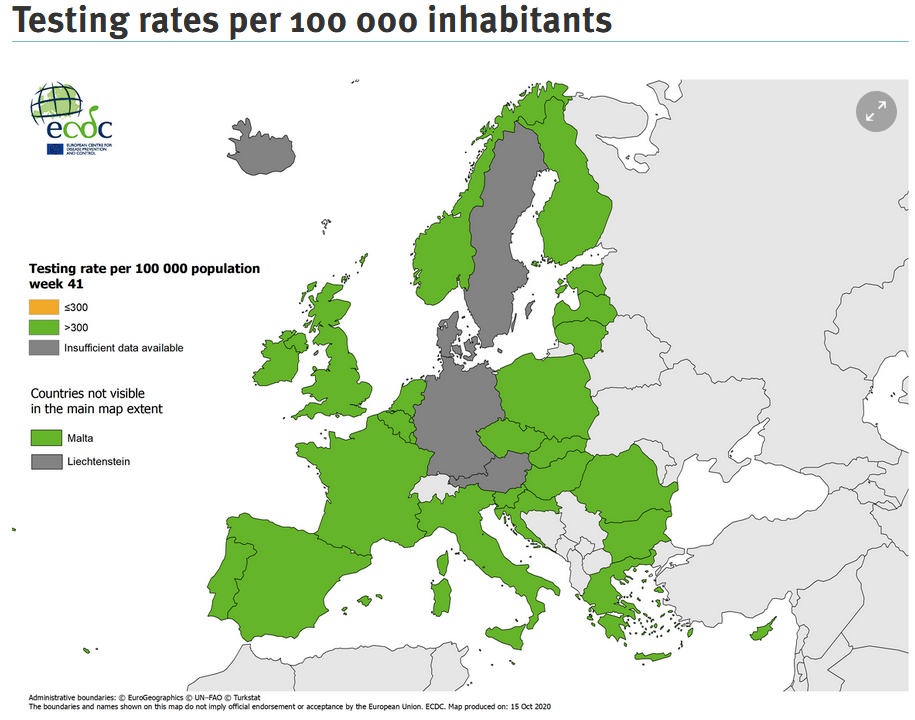 Testing rates per 100 000 inhabitants
ecdc
EUROPEAN CENTRE FOR
DISEASE PREVENTION
AND CONTROL
Testing rate per 100 000 population
week 41
≤300
>300
Insufficient data available
Countries not visible
in the main map extent
Malta
Liechtenstein
Administrative boundaries: © EuroGeographics © UN–FAO © Turkstat
The boundaries and names shown on this map do not imply official endorsement or acceptance by the European Union. ECDC. Map produced on: 15 Oct 2020